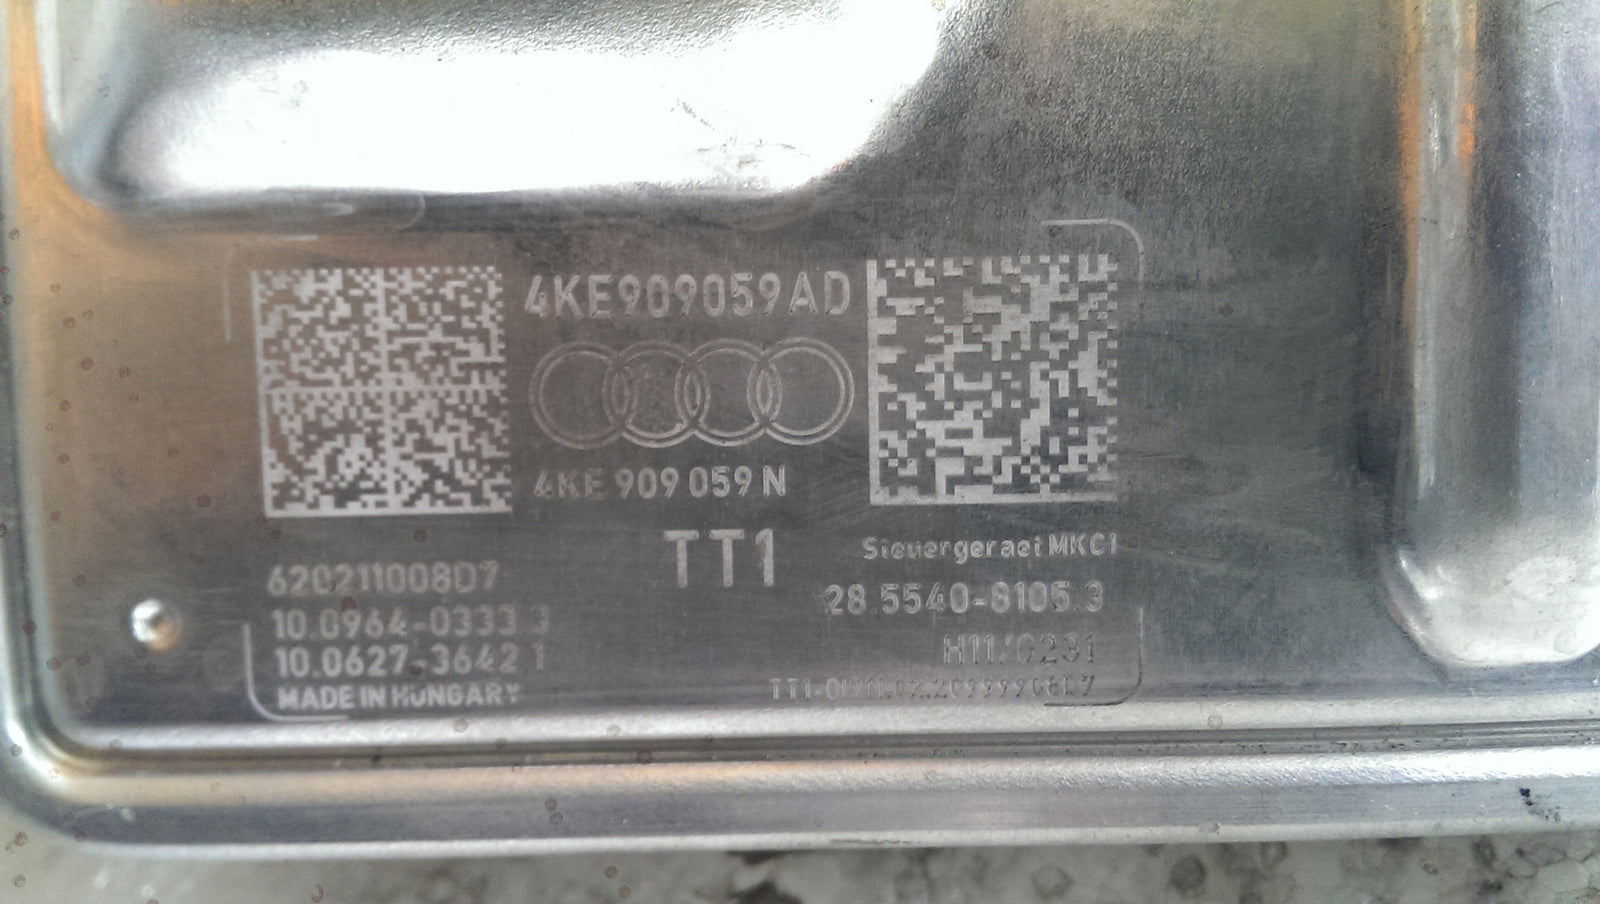 4KE909059AD
4KE 909 059 N
TT1
Steuergeraet MKC1
620211008D7
28.5540-8105.3
10.0964-0333 3
H11/0231
10.0627-3642 1
MADE IN HUNGARY